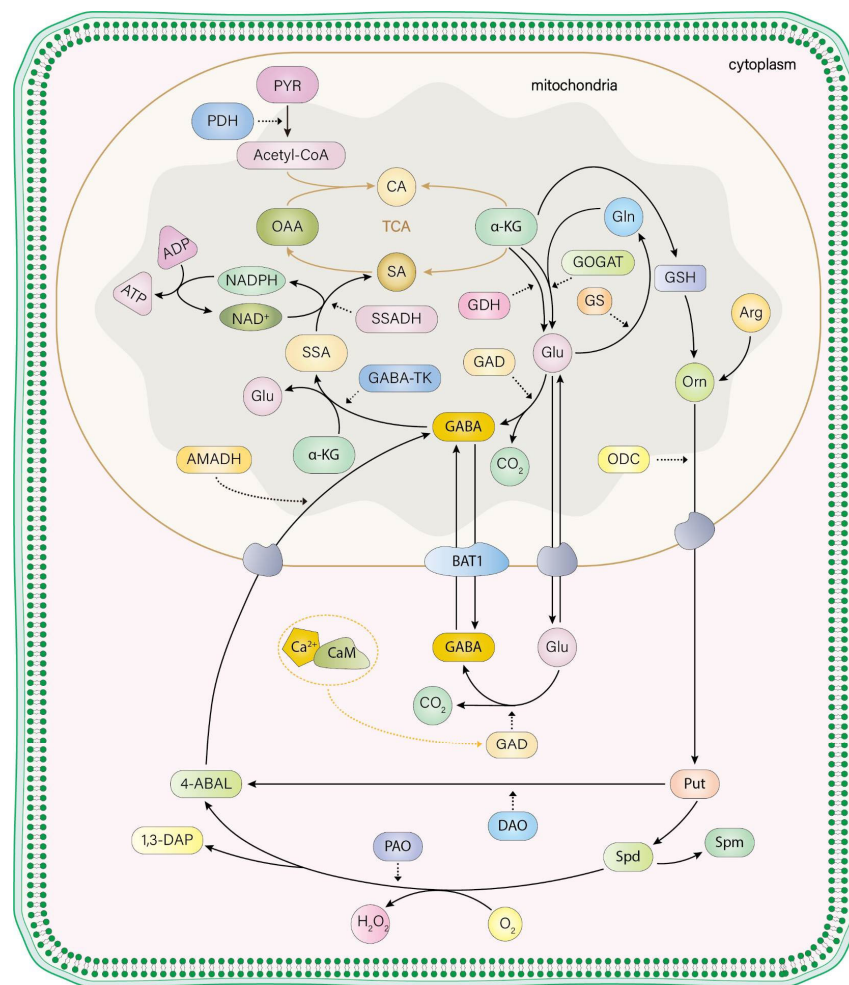 cytoplasm
mitochondria
PYR
PDH
Acetyl-CoA
CA
OAA
TCA
α-KG
Gln
ADP
SA
GOGAT
GSH
NADPH
ATP
GDH
GS
NAD⁺
SSADH
Arg
SSA
Glu
GAD
GABA-TK
Orn
Glu
GABA
α-KG
AMADH
CO₂
ODC
BAT1
Ca²⁺
CaM
GABA
Glu
CO₂
GAD
4-ABAL
Put
DAO
1,3-DAP
PAO
Spd
Spm
H₂O₂
O₂